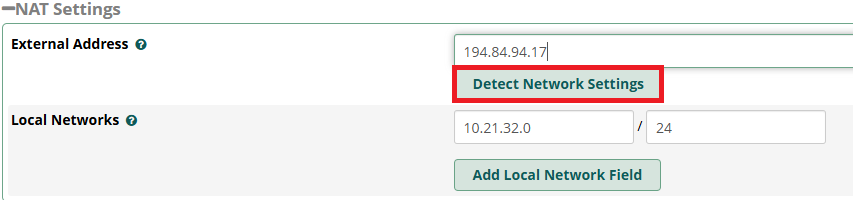 NAT Settings
External Address
194.84.94.17
Detect Network Settings
Local Networks
10.21.32.0 / 24
Add Local Network Field